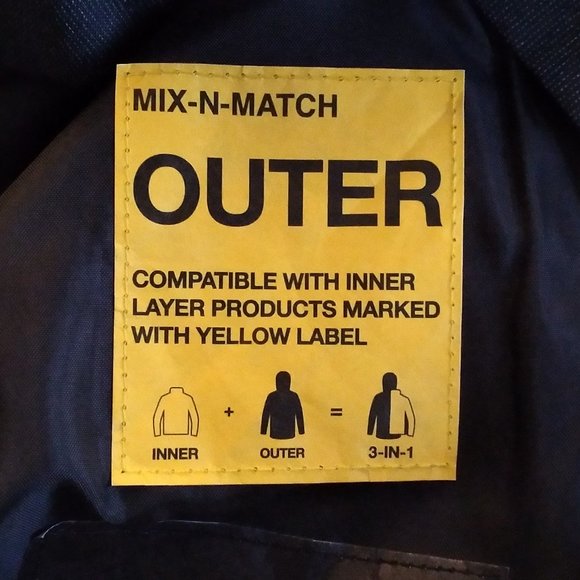 MIX-N-MATCH
OUTER
COMPATIBLE WITH INNER
LAYER PRODUCTS MARKED
WITH YELLOW LABEL
+ =
INNER OUTER 3-IN-1